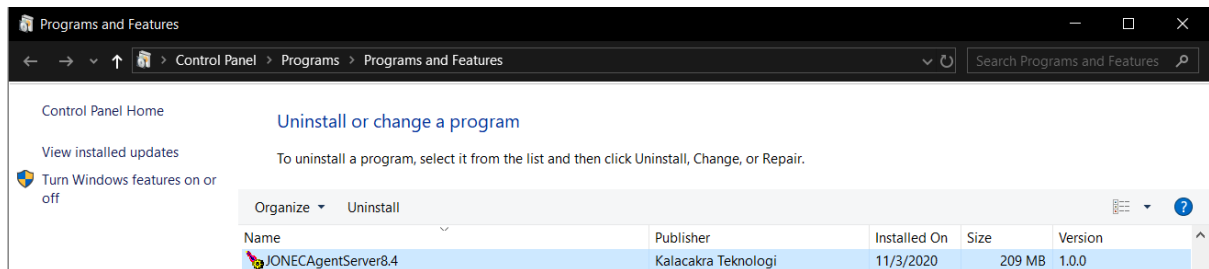 Programs and Features
Control Panel > Programs > Programs and Features
Search Programs and Features
Control Panel Home
View installed updates
Turn Windows features on or
off
Uninstall or change a program
To uninstall a program, select it from the list and then click Uninstall, Change, or Repair.
Organize Uninstall
Name Publisher Installed On Size Version
JONECAgentServer8.4 Kalacakra Teknologi 11/3/2020 209 MB 1.0.0